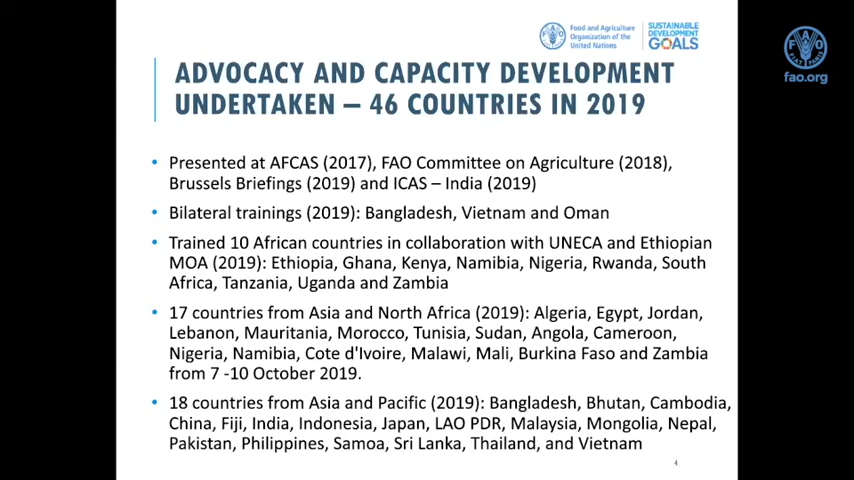 Food and Agriculture
Organization of the
United Nations
SUSTAINABLE
DEVELOPMENT
GOALS
FAO
FIAT PANIS
fao.org
ADVOCACY AND CAPACITY DEVELOPMENT
UNDERTAKEN – 46 COUNTRIES IN 2019
• Presented at AFCAS (2017), FAO Committee on Agriculture (2018),
Brussels Briefings (2019) and ICAS – India (2019)
• Bilateral trainings (2019): Bangladesh, Vietnam and Oman
• Trained 10 African countries in collaboration with UNECA and Ethiopian
MOA (2019): Ethiopia, Ghana, Kenya, Namibia, Nigeria, Rwanda, South
Africa, Tanzania, Uganda and Zambia
• 17 countries from Asia and North Africa (2019): Algeria, Egypt, Jordan,
Lebanon, Mauritania, Morocco, Tunisia, Sudan, Angola, Cameroon,
Nigeria, Namibia, Cote d'Ivoire, Malawi, Mali, Burkina Faso and Zambia
from 7 -10 October 2019.
• 18 countries from Asia and Pacific (2019): Bangladesh, Bhutan, Cambodia,
China, Fiji, India, Indonesia, Japan, LAO PDR, Malaysia, Mongolia, Nepal,
Pakistan, Philippines, Samoa, Sri Lanka, Thailand, and Vietnam
4